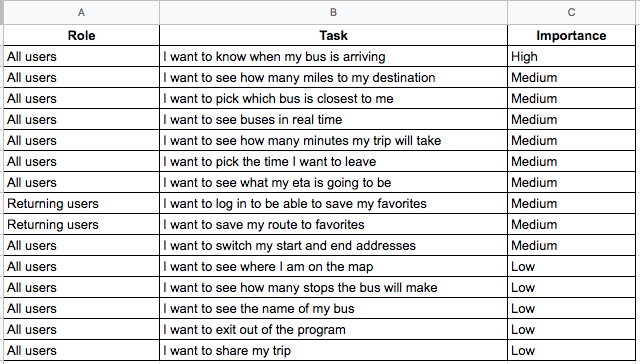 A B C
Role Task Importance
All users I want to know when my bus is arriving High
All users I want to see how many miles to my destination Medium
All users I want to pick which bus is closest to me Medium
All users I want to see buses in real time Medium
All users I want to see how many minutes my trip will take Medium
All users I want to pick the time I want to leave Medium
All users I want to see what my eta is going to be Medium
Returning users I want to log in to be able to save my favorites Medium
Returning users I want to save my route to favorites Medium
All users I want to switch my start and end addresses Medium
All users I want to see where I am on the map Low
All users I want to see how many stops the bus will make Low
All users I want to see the name of my bus Low
All users I want to exit out of the program Low
All users I want to share my trip Low